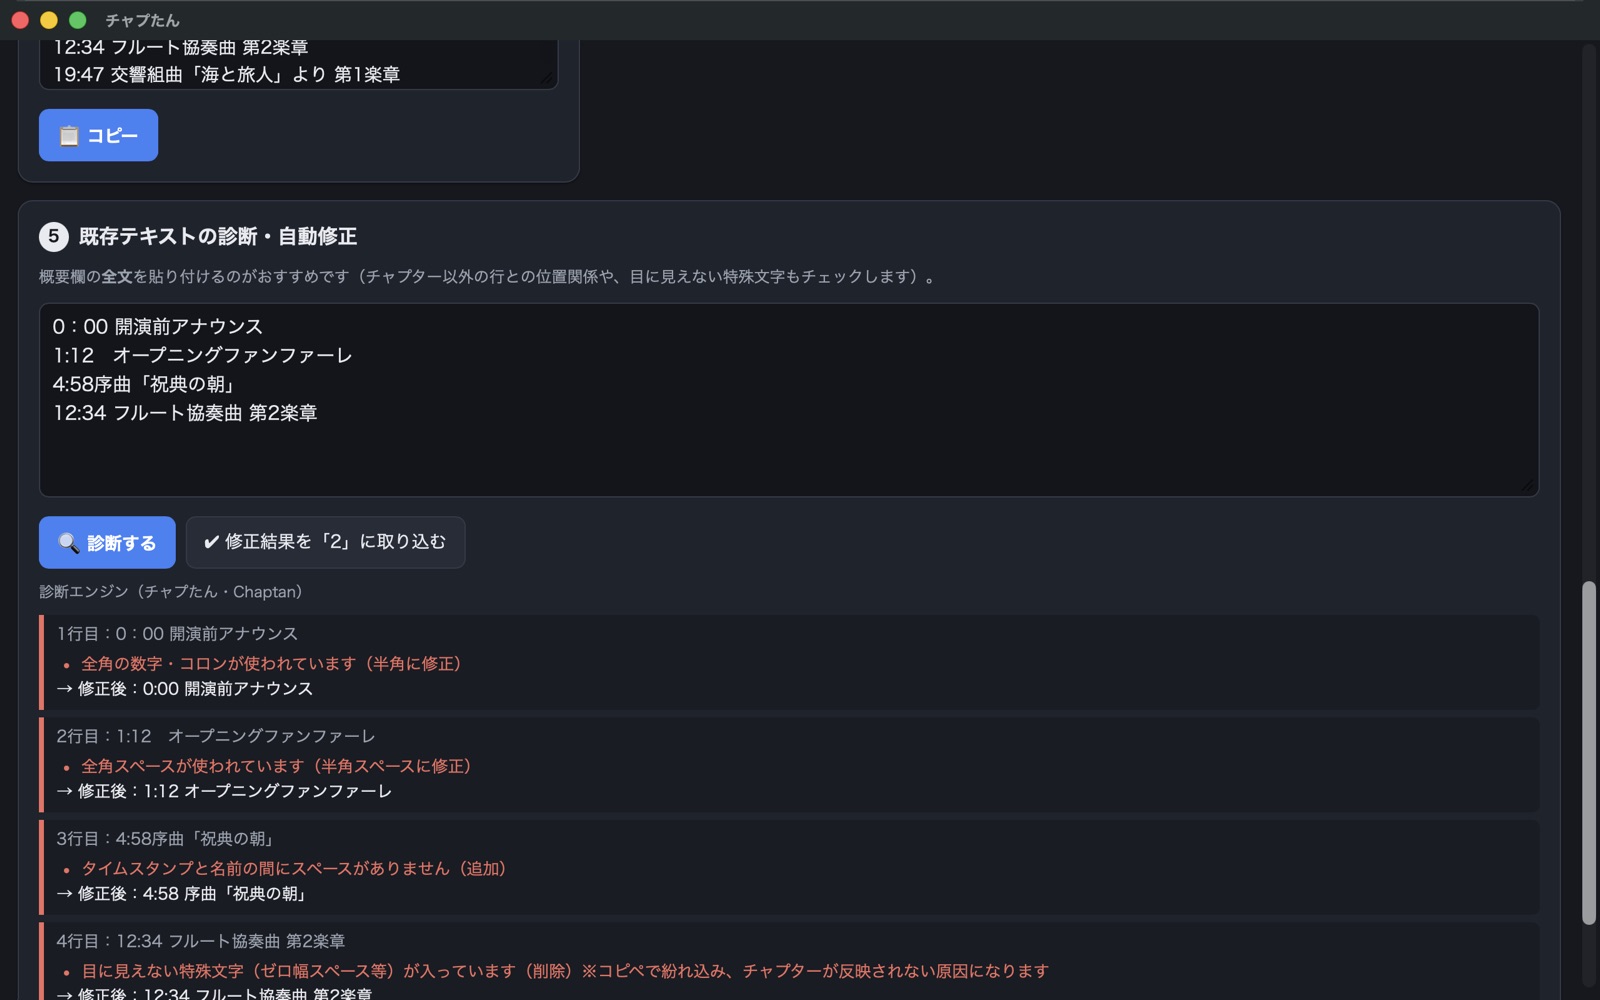 チャプたん
12:34 フルート協奏曲 第2楽章
19:47 交響組曲「海と旅人」より 第1楽章
📋 コピー
5 既存テキストの診断・自動修正
概要欄の全文を貼り付けるのがおすすめです（チャプター以外の行との位置関係や、目に見えない特殊文字もチェックします）。
0：00 開演前アナウンス
1:12　オープニングファンファーレ
4:58序曲「祝典の朝」
12:34 フルート協奏曲 第2楽章
🔍 診断する
✔ 修正結果を「2」に取り込む
診断エンジン（チャプたん・Chaptan）
1行目：0：00 開演前アナウンス
• 全角の数字・コロンが使われています（半角に修正）
→ 修正後：0:00 開演前アナウンス
2行目：1:12　オープニングファンファーレ
• 全角スペースが使われています（半角スペースに修正）
→ 修正後：1:12 オープニングファンファーレ
3行目：4:58序曲「祝典の朝」
• タイムスタンプと名前の間にスペースがありません（追加）
→ 修正後：4:58 序曲「祝典の朝」
4行目：12:34 フルート協奏曲 第2楽章
• 目に見えない特殊文字（ゼロ幅スペース等）が入っています（削除）※コピペで紛れ込み、チャプターが反映されない原因になります
→ 修正後：12:34 フルート協奏曲 第2楽章